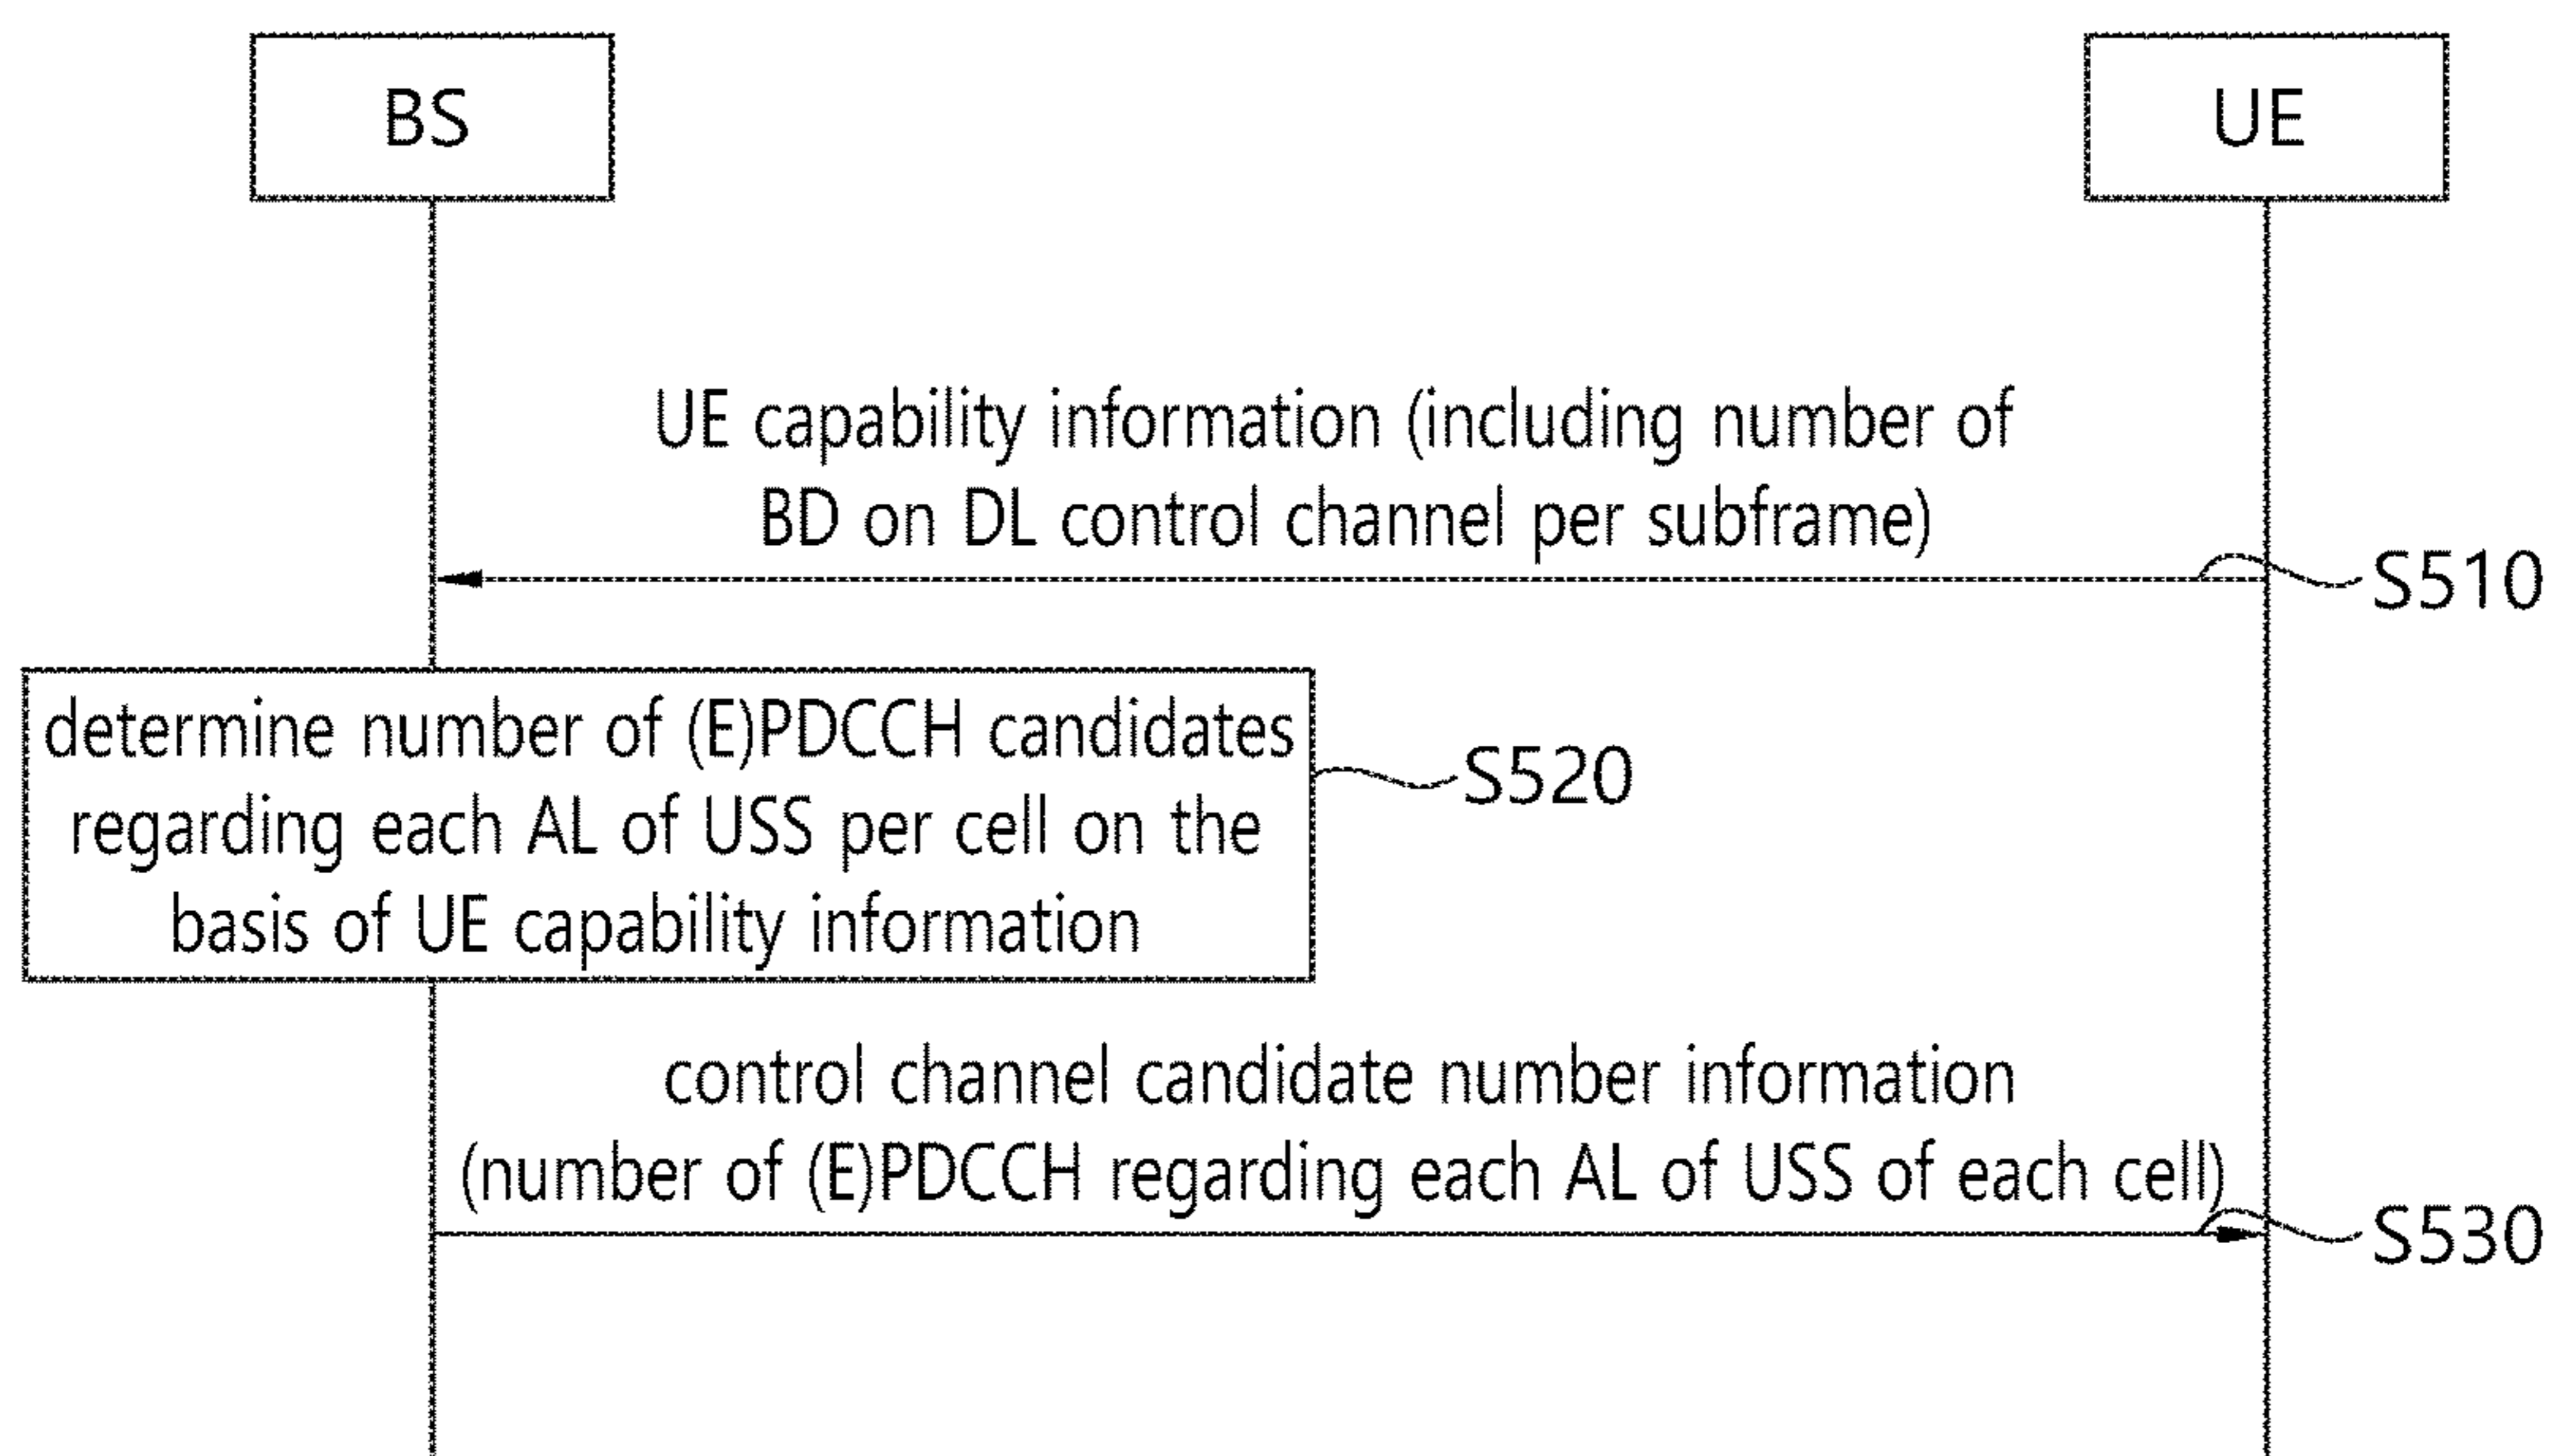 BS
UE
UE capability information (including number of
BD on DL control channel per subframe)
S510
determine number of (E)PDCCH candidates
regarding each AL of USS per cell on the
basis of UE capability information
S520
control channel candidate number information
(number of (E)PDCCH regarding each AL of USS of each cell)
S530